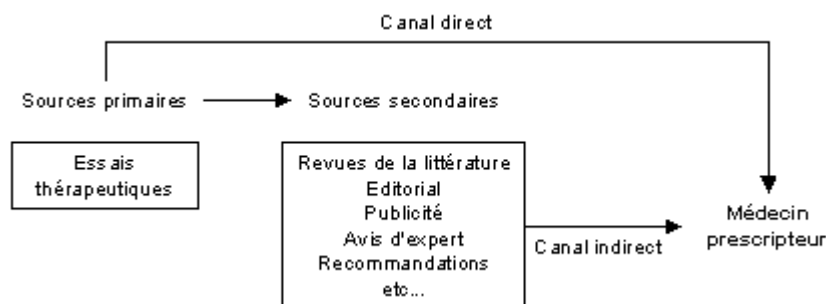 Canal direct
Sources primaires
Sources secondaires
Essais
thérapeutiques
Revues de la littérature
Editorial
Publicité
Avis d'expert
Recommandations
etc...
Canal indirect
Médecin
prescripteur